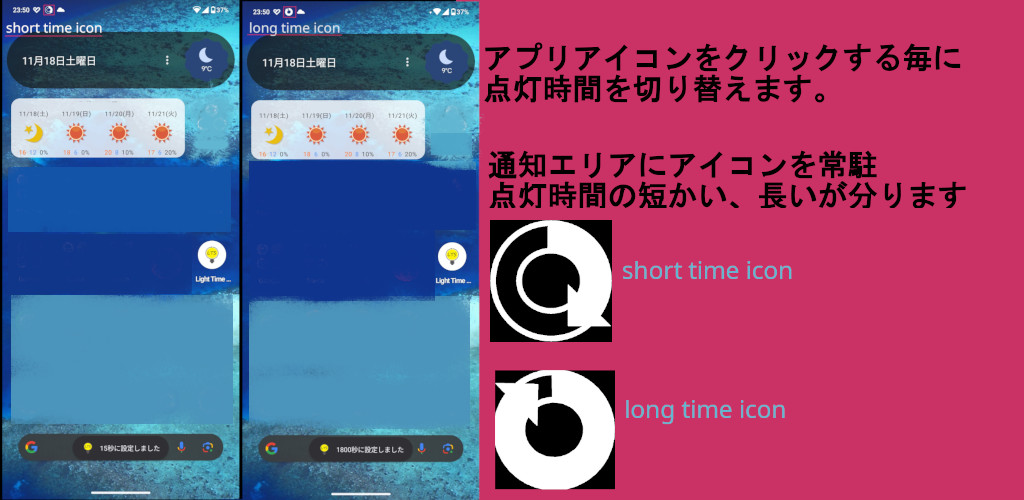 23:50
37%
short time icon
11月18日土曜日
9°C
11/18(土) 11/19(日) 11/20(月) 11/21(火)
16 12 0% 18 6 0% 20 8 10% 17 6 20%
Light Time ...
15秒に設定しました
23:50
37%
long time icon
11月18日土曜日
9°C
11/18(土) 11/19(日) 11/20(月) 11/21(火)
16 12 0% 18 6 0% 20 8 10% 17 6 20%
Light Time ...
1800秒に設定しました
アプリアイコンをクリックする毎に
点灯時間を切り替えます。
通知エリアにアイコンを常駐
点灯時間の短かい、長いが分ります
short time icon
long time icon